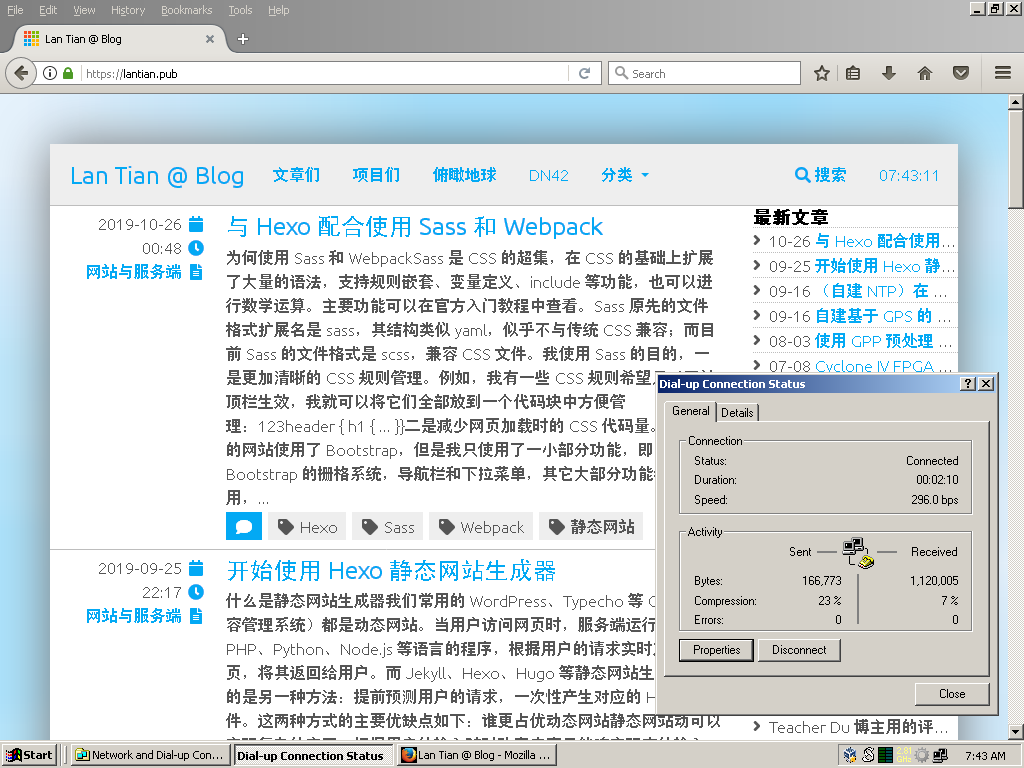 File Edit View History Bookmarks Tools Help
Lan Tian @ Blog
https://lantian.pub
Search
Lan Tian @ Blog 文章们 项目们 俯瞰地球 DN42 分类 搜索 07:43:11
2019-10-26
00:48
网站与服务端
与 Hexo 配合使用 Sass 和 Webpack
为何使用 Sass 和 WebpackSass 是 CSS 的超集，在 CSS 的基础上扩展
了大量的语法，支持规则嵌套、变量定义、include 等功能，也可以进
行数学运算。主要功能可以在官方入门教程中查看。Sass 原先的文件
格式扩展名是 sass，其结构类似 yaml，似乎不与传统 CSS 兼容；而目
前 Sass 的文件格式是 scss，兼容 CSS 文件。我使用 Sass 的目的，一
是更加清晰的 CSS 规则管理。例如，我有一些 CSS 规则希望
顶栏生效，我就可以将它们全部放到一个代码块中方便管
理：123header { h1 { ... }}二是减少网页加载时的 CSS 代码量。
的网站使用了 Bootstrap，但是我只使用了一小部分功能，即
Bootstrap 的栅格系统，导航栏和下拉菜单，其它大部分功能
用，...
Hexo Sass Webpack 静态网站
2019-09-25
22:17
网站与服务端
开始使用 Hexo 静态网站生成器
什么是静态网站生成器我们常用的 WordPress、Typecho 等
容管理系统）都是动态网站。当用户访问网页时，服务端运行
PHP、Python、Node.js 等语言的程序，根据用户的请求实时
页，将其返回给用户。而 Jekyll、Hexo、Hugo 等静态网站生
的是另一种方法：提前预测用户的请求，一次性产生对应的
件。这两种方式的主要优缺点如下：谁更占优动态网站静态网站动可以
最新文章
10-26 与 Hexo 配合使用...
09-25 开始使用 Hexo 静...
09-16 （自建 NTP）在 ...
09-16 自建基于 GPS 的 ...
08-03 使用 GPP 预处理 ...
07-08 Cyclone IV FPGA ...
Teacher Du 博主用的评...
Dial-up Connection Status
General Details
Connection
Status: Connected
Duration: 00:02:10
Speed: 296.0 bps
Activity
Sent Received
Bytes: 166,773 1,120,005
Compression: 23 % 7 %
Errors: 0 0
Properties Disconnect
Close
Start Network and Dial-up Con... Dial-up Connection Status Lan Tian @ Blog - Mozilla ... 7:43 AM